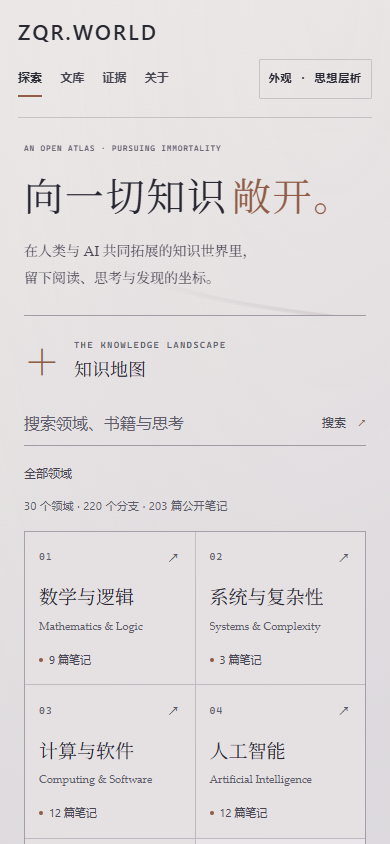 ZQR.WORLD
探索 文库 证据 关于
外观 · 思想层析
AN OPEN ATLAS · PURSUING IMMORTALITY
向一切知识敞开。
在人类与 AI 共同拓展的知识世界里，
留下阅读、思考与发现的坐标。
THE KNOWLEDGE LANDSCAPE
知识地图
搜索领域、书籍与思考 搜索 ↗
全部领域
30 个领域 · 220 个分支 · 203 篇公开笔记
01 ↗
数学与逻辑
Mathematics & Logic
• 9 篇笔记
02 ↗
系统与复杂性
Systems & Complexity
• 3 篇笔记
03 ↗
计算与软件
Computing & Software
• 12 篇笔记
04 ↗
人工智能
Artificial Intelligence
• 12 篇笔记